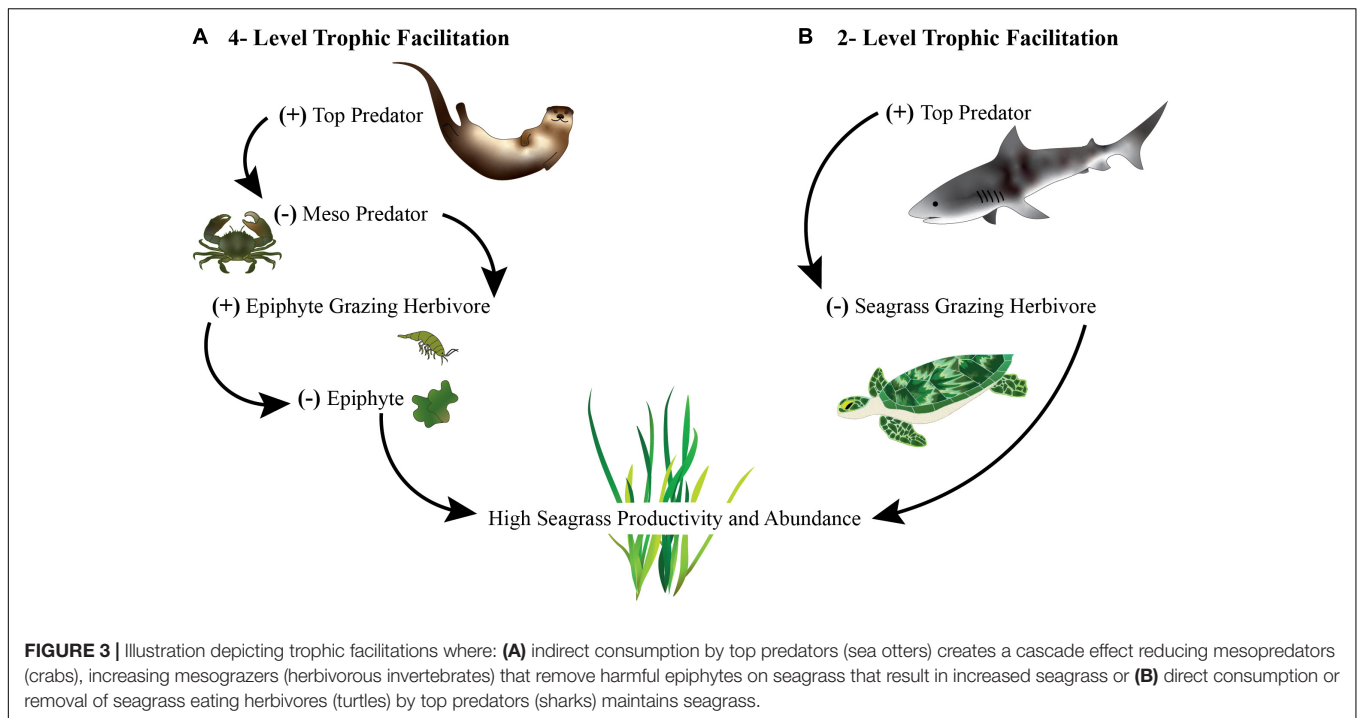 A 4- Level Trophic Facilitation
(+) Top Predator
(-) Meso Predator
(+) Epiphyte Grazing Herbivore
(-) Epiphyte
B 2- Level Trophic Facilitation
(+) Top Predator
(-) Seagrass Grazing Herbivore
High Seagrass Productivity and Abundance
FIGURE 3 | Illustration depicting trophic facilitations where: (A) indirect consumption by top predators (sea otters) creates a cascade effect reducing mesopredators
(crabs), increasing mesograzers (herbivorous invertebrates) that remove harmful epiphytes on seagrass that result in increased seagrass or (B) direct consumption or
removal of seagrass eating herbivores (turtles) by top predators (sharks) maintains seagrass.